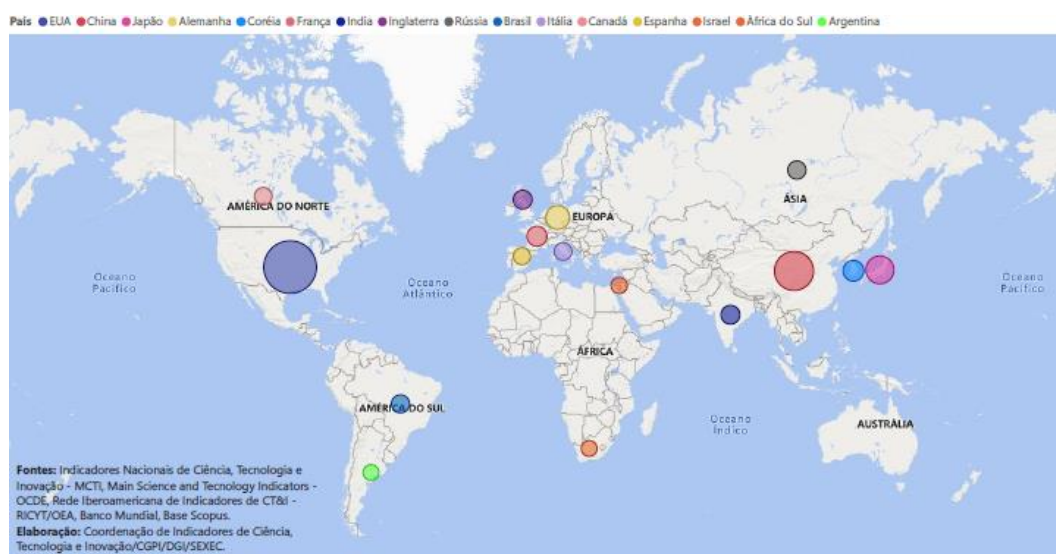 País EUA China Japão Alemanha Coréia França India Inglaterra Rússia Brasil Itália Canadá Espanha Israel África do Sul Argentina
AMÉRICA DO NORTE
EUROPA
ÁSIA
Oceano
Pacífico
Oceano
Atlântico
Oceano
Pacífico
ÁFRICA
AMÉRICA DO SUL
Oceano
Índico
AUSTRÁLIA
Fontes: Indicadores Nacionais de Ciência, Tecnologia e
Inovação - MCTI, Main Science and Tecnology Indicators -
OCDE, Rede Iberoamericana de Indicadores de CT&I -
RICYT/OEA, Banco Mundial, Base Scopus.
Elaboração: Coordenação de Indicadores de Ciência,
Tecnologia e Inovação/CGPI/DGI/SEXEC.